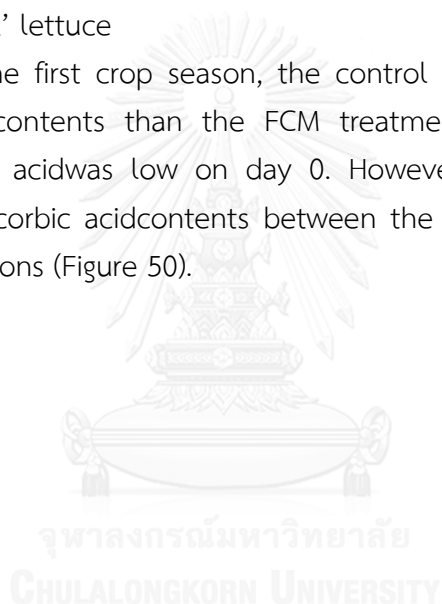 ’ lettuce
ne first crop season, the control
contents than the FCM treatme
acidwas low on day 0. Howeve
corbic acidcontents between the
ons (Figure 50).
จุฬาลงกรณ์มหาวิทยาลัย
CHULALONGKORN UNIVERSITY